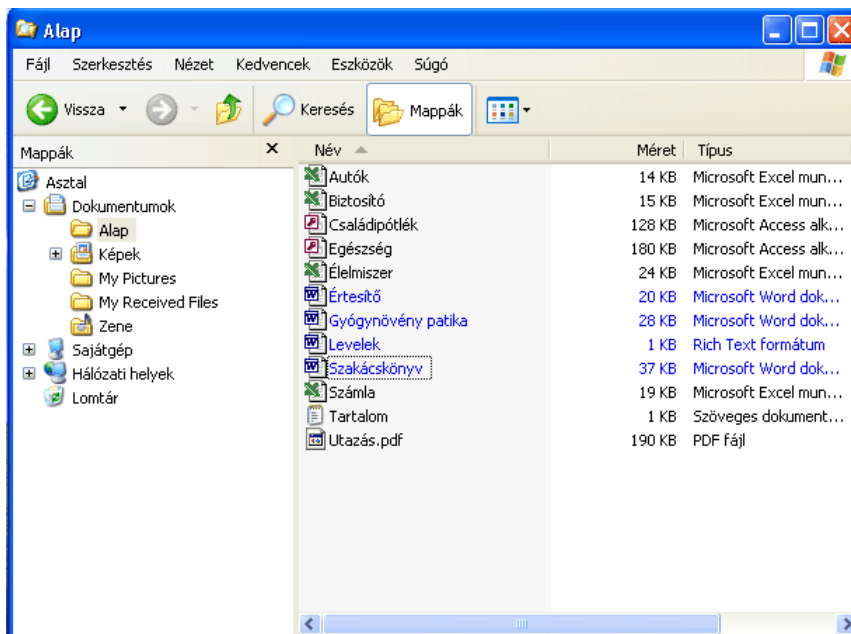 Alap
Fájl Szerkesztés Nézet Kedvencek Eszközök Súgó
Vissza Keresés Mappák
Mappák Név Méret Típus
Asztal Autók 14 KB Microsoft Excel mun...
Dokumentumok Biztosító 15 KB Microsoft Excel mun...
Alap Családipótlék 128 KB Microsoft Access alk...
Képek Egészség 180 KB Microsoft Access alk...
My Pictures Élelmiszer 24 KB Microsoft Excel mun...
My Received Files Értesítő 20 KB Microsoft Word dok...
Zene Gyógynövény patika 28 KB Microsoft Word dok...
Sajátgép Levelek 1 KB Rich Text formátum
Hálózati helyek Szakácskönyv 37 KB Microsoft Word dok...
Lomtár Számla 19 KB Microsoft Excel mun...
Tartalom 1 KB Szöveges dokument...
Utazás.pdf 190 KB PDF fájl